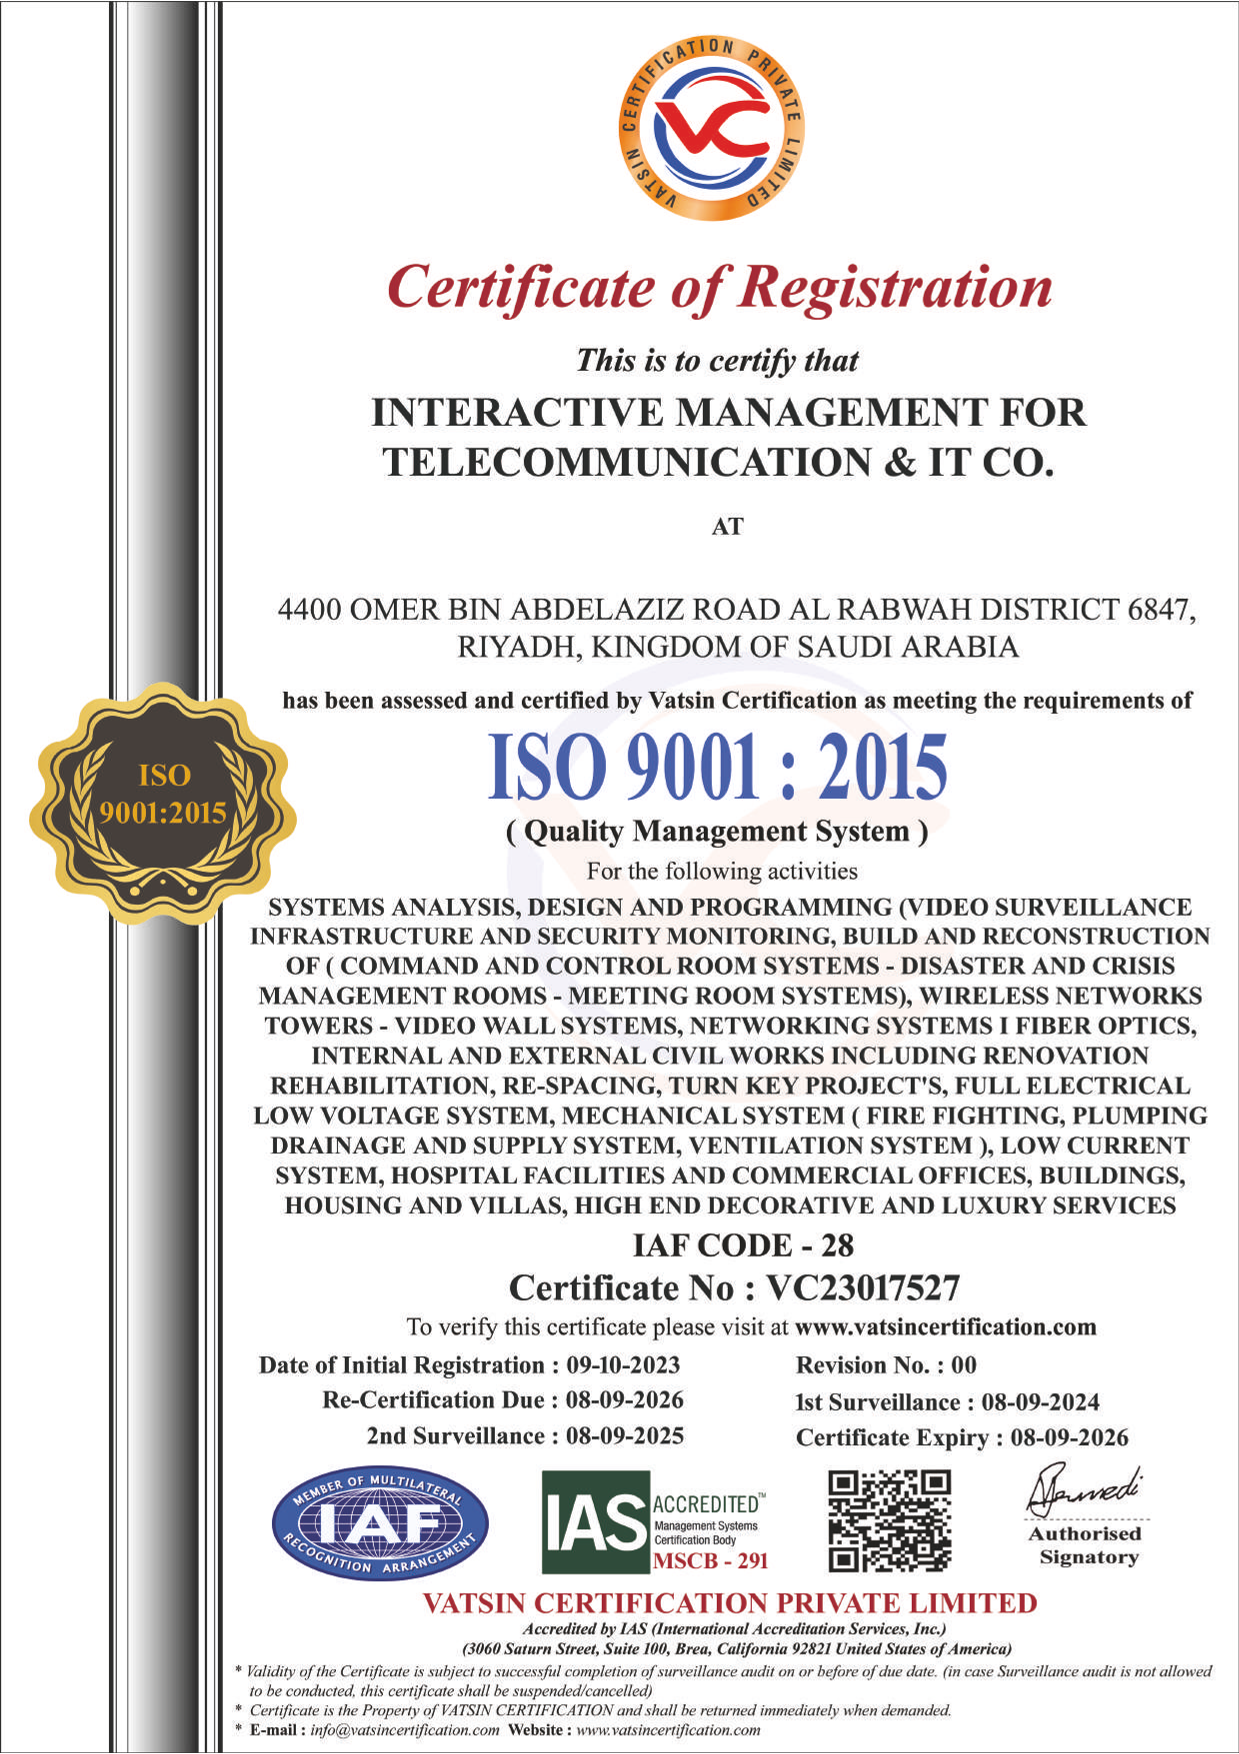 VATSIN CERTIFICATION PRIVATE LIMITED
VC
Certificate of Registration
This is to certify that
INTERACTIVE MANAGEMENT FOR
TELECOMMUNICATION & IT CO.
AT
4400 OMER BIN ABDELAZIZ ROAD AL RABWAH DISTRICT 6847,
RIYADH, KINGDOM OF SAUDI ARABIA
has been assessed and certified by Vatsin Certification as meeting the requirements of
ISO
9001:2015
ISO 9001 : 2015
( Quality Management System )
For the following activities
SYSTEMS ANALYSIS, DESIGN AND PROGRAMMING (VIDEO SURVEILLANCE
INFRASTRUCTURE AND SECURITY MONITORING, BUILD AND RECONSTRUCTION
OF ( COMMAND AND CONTROL ROOM SYSTEMS - DISASTER AND CRISIS
MANAGEMENT ROOMS - MEETING ROOM SYSTEMS), WIRELESS NETWORKS
TOWERS - VIDEO WALL SYSTEMS, NETWORKING SYSTEMS I FIBER OPTICS,
INTERNAL AND EXTERNAL CIVIL WORKS INCLUDING RENOVATION
REHABILITATION, RE-SPACING, TURN KEY PROJECT'S, FULL ELECTRICAL
LOW VOLTAGE SYSTEM, MECHANICAL SYSTEM ( FIRE FIGHTING, PLUMPING
DRAINAGE AND SUPPLY SYSTEM, VENTILATION SYSTEM ), LOW CURRENT
SYSTEM, HOSPITAL FACILITIES AND COMMERCIAL OFFICES, BUILDINGS,
HOUSING AND VILLAS, HIGH END DECORATIVE AND LUXURY SERVICES
IAF CODE - 28
Certificate No : VC23017527
To verify this certificate please visit at www.vatsincertification.com
Date of Initial Registration : 09-10-2023
Revision No. : 00
Re-Certification Due : 08-09-2026
1st Surveillance : 08-09-2024
2nd Surveillance : 08-09-2025
Certificate Expiry : 08-09-2026
MEMBER OF MULTILATERAL
IAF
RECOGNITION ARRANGEMENT
IAS
ACCREDITED™
Management Systems
Certification Body
MSCB - 291
Authorised
Signatory
VATSIN CERTIFICATION PRIVATE LIMITED
Accredited by IAS (International Accreditation Services, Inc.)
(3060 Saturn Street, Suite 100, Brea, California 92821 United States of America)
* Validity of the Certificate is subject to successful completion of surveillance audit on or before of due date. (in case Surveillance audit is not allowed
to be conducted, this certificate shall be suspended/cancelled)
* Certificate is the Property of VATSIN CERTIFICATION and shall be returned immediately when demanded.
* E-mail : info@vatsincertification.com Website : www.vatsincertification.com